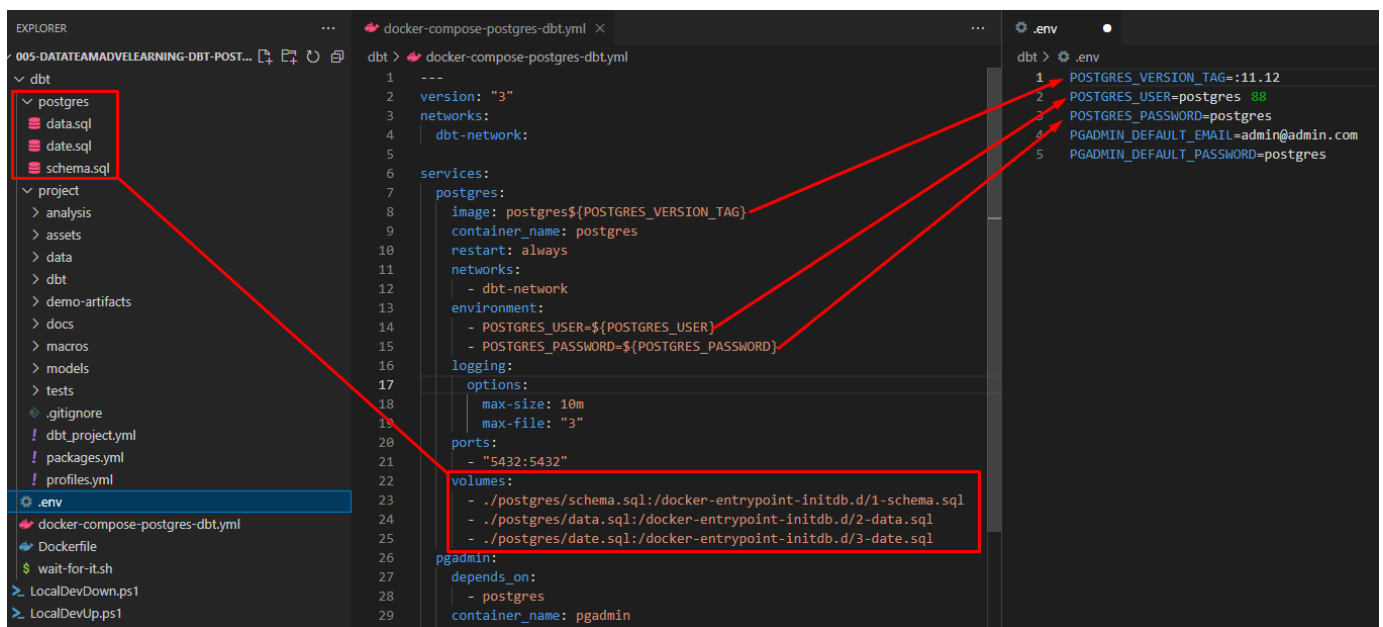 EXPLORER
005-DATATEAMADVELEARNING-DBT-POST...
dbt
postgres
data.sql
date.sql
schema.sql
project
analysis
assets
data
dbt
demo-artifacts
docs
macros
models
tests
.gitignore
dbt_project.yml
packages.yml
profiles.yml
.env
docker-compose-postgres-dbt.yml
Dockerfile
wait-for-it.sh
LocalDevDown.ps1
LocalDevUp.ps1
docker-compose-postgres-dbt.yml
dbt > docker-compose-postgres-dbt.yml
1 ---
2 version: "3"
3 networks:
4 dbt-network:
5
6 services:
7 postgres:
8 image: postgres${POSTGRES_VERSION_TAG}
9 container_name: postgres
10 restart: always
11 networks:
12 - dbt-network
13 environment:
14 - POSTGRES_USER=${POSTGRES_USER}
15 - POSTGRES_PASSWORD=${POSTGRES_PASSWORD}
16 logging:
17 options:
18 max-size: 10m
19 max-file: "3"
20 ports:
21 - "5432:5432"
22 volumes:
23 - ./postgres/schema.sql:/docker-entrypoint-initdb.d/1-schema.sql
24 - ./postgres/data.sql:/docker-entrypoint-initdb.d/2-data.sql
25 - ./postgres/date.sql:/docker-entrypoint-initdb.d/3-date.sql
26 pgadmin:
27 depends_on:
28 - postgres
29 container_name: pgadmin
.env
dbt > .env
1 POSTGRES_VERSION_TAG=:11.12
2 POSTGRES_USER=postgres 88
3 POSTGRES_PASSWORD=postgres
4 PGADMIN_DEFAULT_EMAIL=admin@admin.com
5 PGADMIN_DEFAULT_PASSWORD=postgres